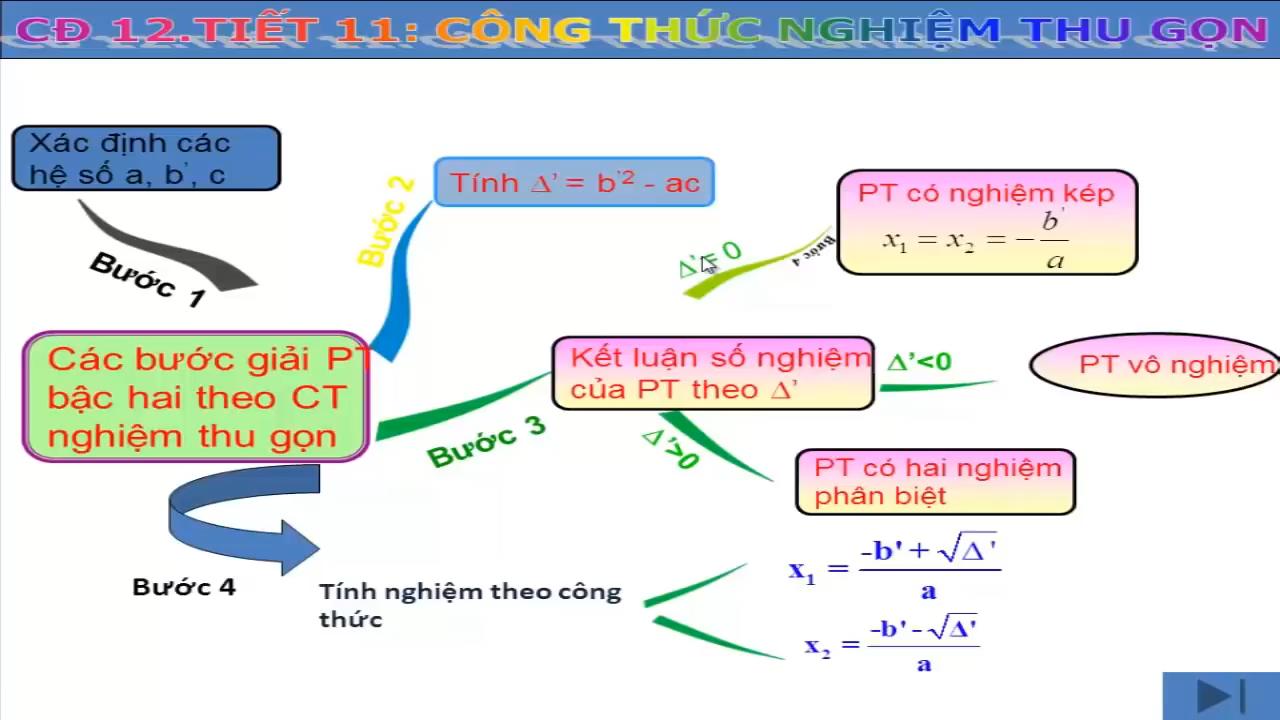 CĐ 12.TIẾT 11: CÔNG THỨC NGHIỆM THU GỌN
Xác định các
hệ số a, b', c
Bước 1
Bước 2
Tính Δ' = b'² - ac
Δ'= 0
Bước 4
PT có nghiệm kép
x₁ = x₂ = - b' / a
Các bước giải PT
bậc hai theo CT
nghiệm thu gọn
Bước 3
Kết luận số nghiệm
của PT theo Δ'
Δ'<0
PT vô nghiệm
Δ'>0
PT có hai nghiệm
phân biệt
Bước 4
Tính nghiệm theo công
thức
x₁ = -b' + √Δ' / a
x₂ = -b' - √Δ' / a